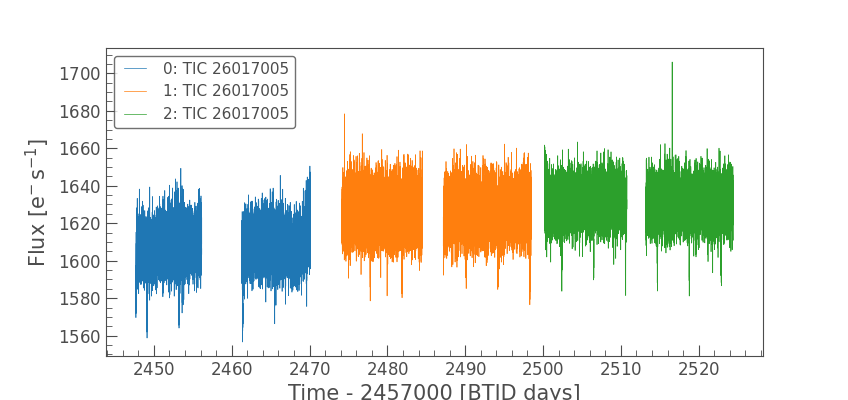 0: TIC 26017005
1: TIC 26017005
2: TIC 26017005
1700
1680
1660
1640
1620
1600
1580
1560
Flux [e⁻ s⁻¹]
2450 2460 2470 2480 2490 2500 2510 2520
Time - 2457000 [BTJD days]